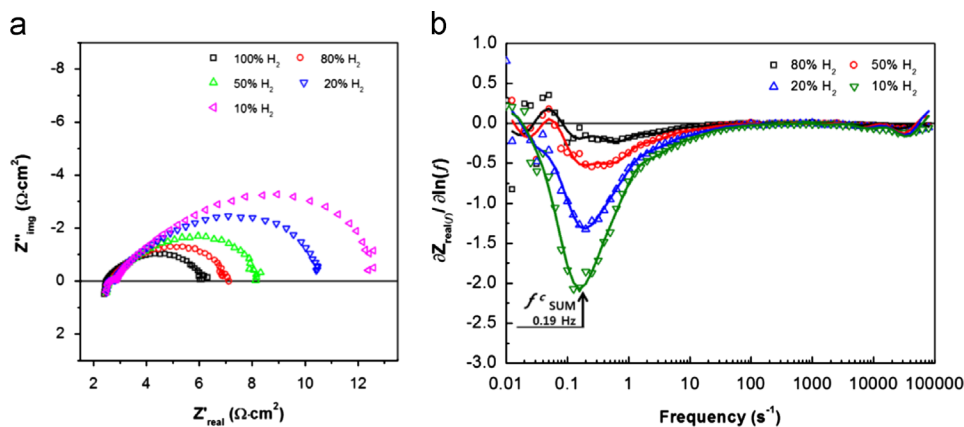 a
-8
-6
-4
-2
0
2
Z''img (Ω·cm²)
100% H₂
80% H₂
50% H₂
20% H₂
10% H₂
2 4 6 8 10 12
Z'real (Ω·cm²)
b
1.0
0.5
0.0
-0.5
-1.0
-1.5
-2.0
-2.5
-3.0
∂Zreal(f)/ ∂ln(f)
80% H₂ 50% H₂
20% H₂ 10% H₂
fᶜSUM
0.19 Hz
0.01 0.1 1 10 100 1000 10000 100000
Frequency (s⁻¹)